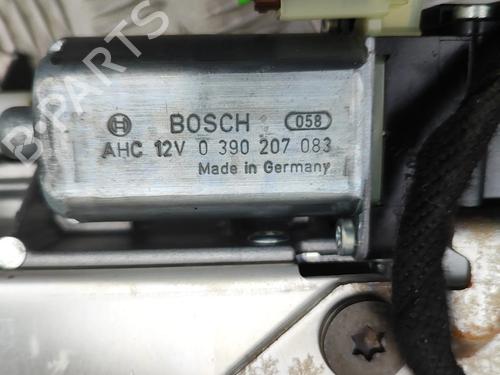 BOSCH 058
AHC 12V 0 390 207 083
Made in Germany
B-PARTS